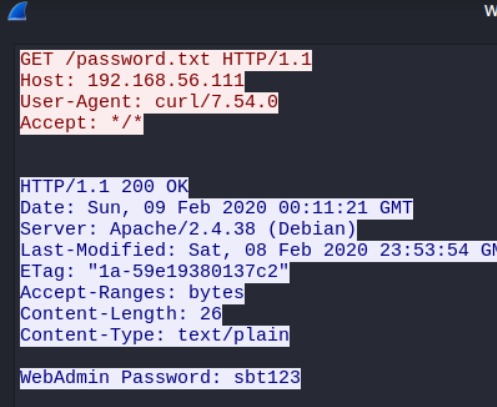 W
GET /password.txt HTTP/1.1
Host: 192.168.56.111
User-Agent: curl/7.54.0
Accept: */*
HTTP/1.1 200 OK
Date: Sun, 09 Feb 2020 00:11:21 GMT
Server: Apache/2.4.38 (Debian)
Last-Modified: Sat, 08 Feb 2020 23:53:54 GM
ETag: "1a-59e19380137c2"
Accept-Ranges: bytes
Content-Length: 26
Content-Type: text/plain
WebAdmin Password: sbt123